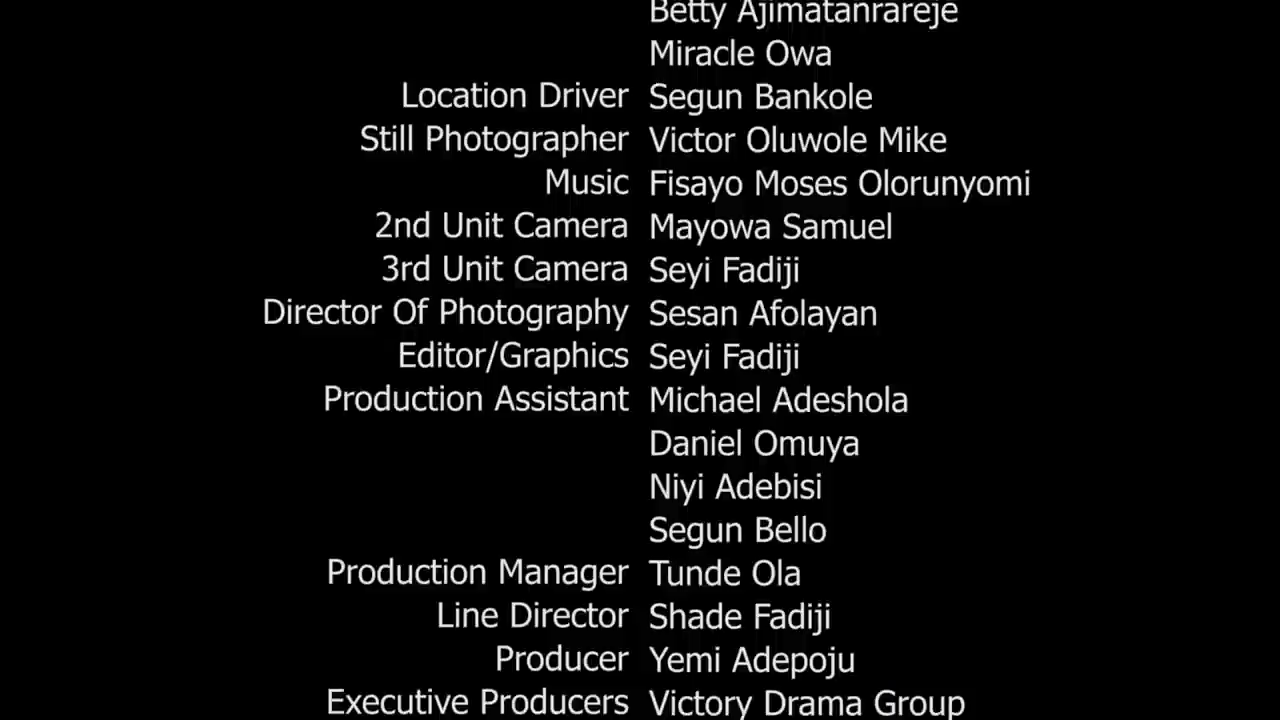 Betty Ajimatanrareje
Miracle Owa
Location Driver Segun Bankole
Still Photographer Victor Oluwole Mike
Music Fisayo Moses Olorunyomi
2nd Unit Camera Mayowa Samuel
3rd Unit Camera Seyi Fadiji
Director Of Photography Sesan Afolayan
Editor/Graphics Seyi Fadiji
Production Assistant Michael Adeshola
Daniel Omuya
Niyi Adebisi
Segun Bello
Production Manager Tunde Ola
Line Director Shade Fadiji
Producer Yemi Adepoju
Executive Producers Victory Drama Group